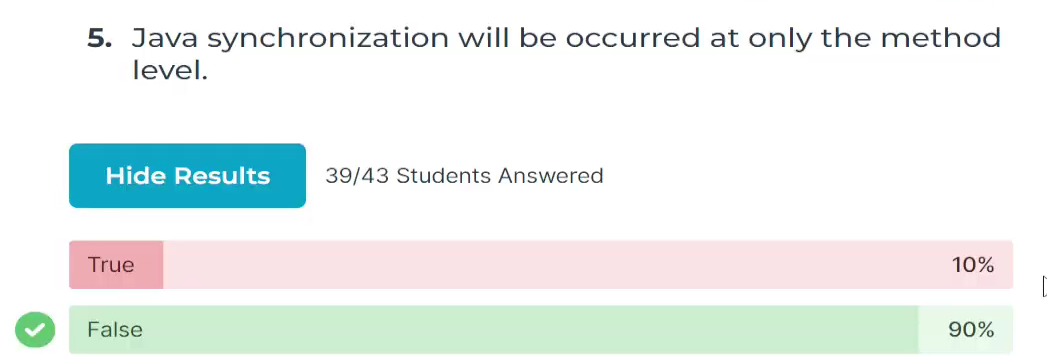 5. Java synchronization will be occurred at only the method
level.
Hide Results 39/43 Students Answered
True 10%
False 90%